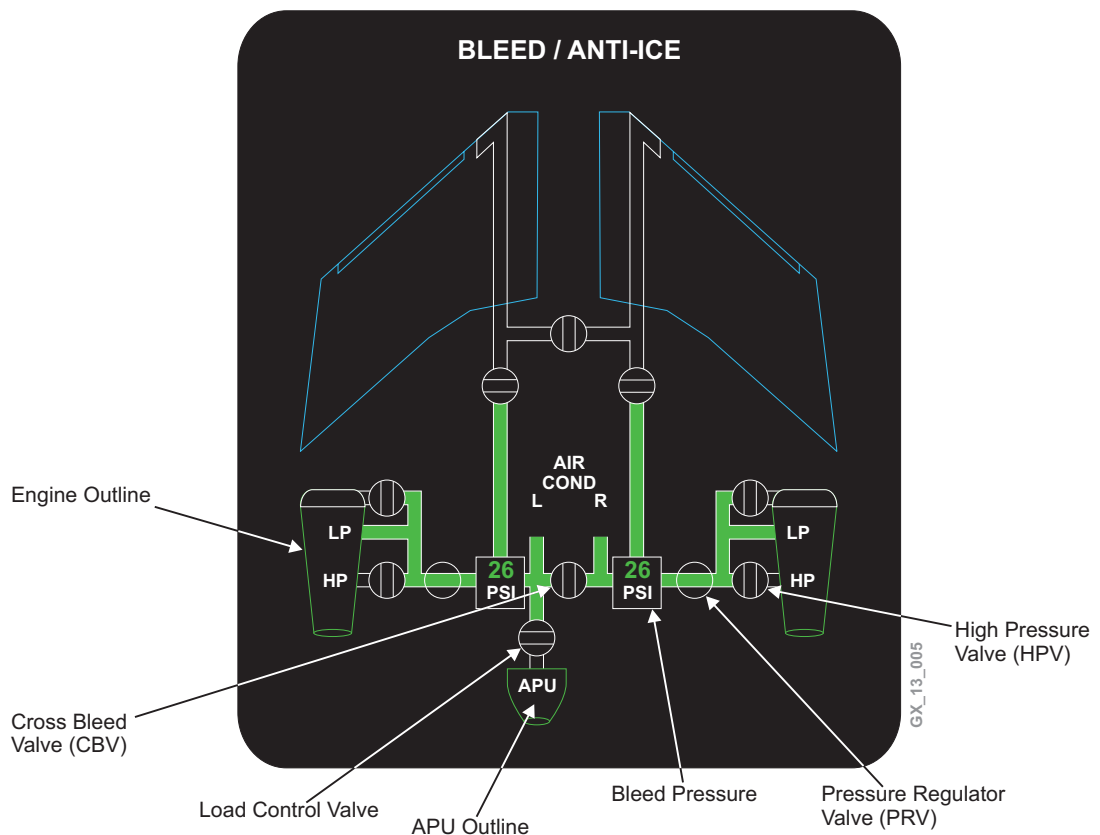 BLEED / ANTI-ICE
AIR
COND
L R
Engine Outline
LP
LP
HP
26
PSI
26
PSI
HP
APU
High Pressure
Valve (HPV)
GX_13_005
Cross Bleed
Valve (CBV)
Load Control Valve
APU Outline
Bleed Pressure
Pressure Regulator
Valve (PRV)